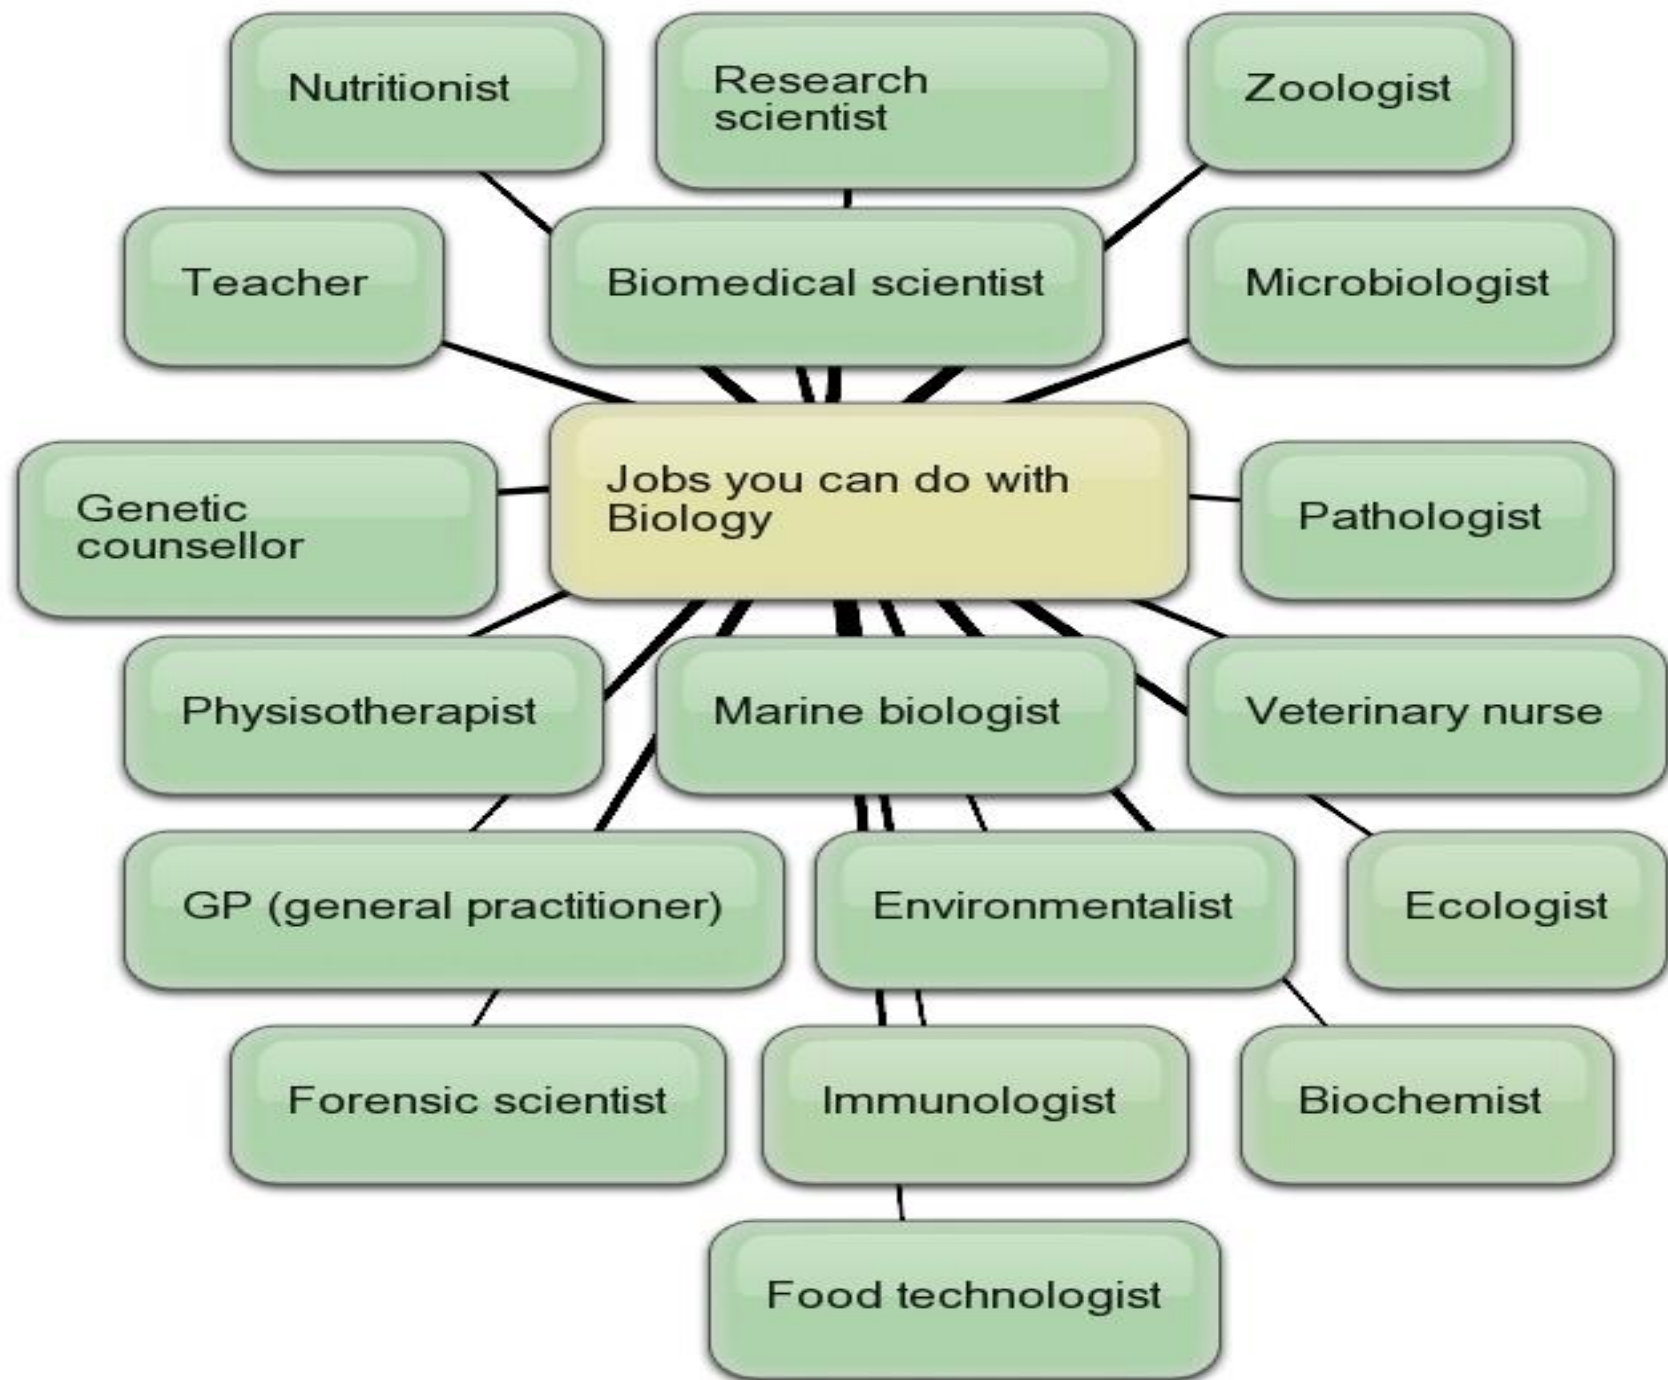 Nutritionist
Research
scientist
Zoologist
Teacher
Biomedical scientist
Microbiologist
Genetic
counsellor
Jobs you can do with
Biology
Pathologist
Physisotherapist
Marine biologist
Veterinary nurse
GP (general practitioner)
Environmentalist
Ecologist
Forensic scientist
Immunologist
Biochemist
Food technologist